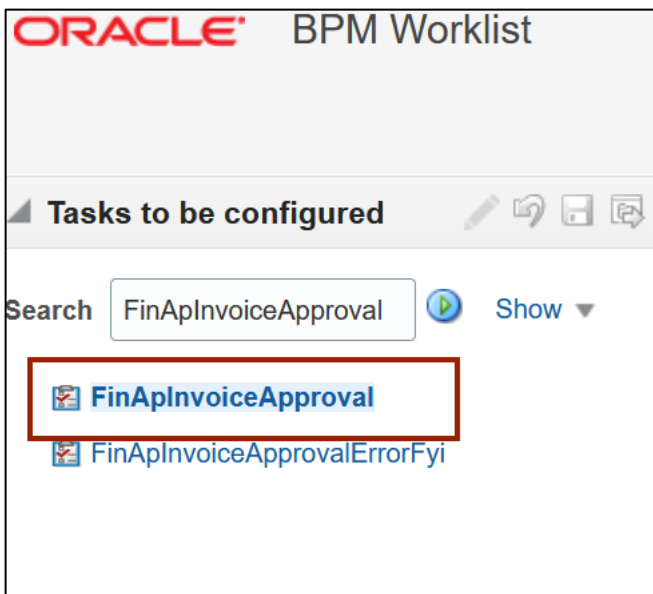 ORACLE BPM Worklist
Tasks to be configured
Search FinApInvoiceApproval Show
FinApInvoiceApproval
FinApInvoiceApprovalErrorFyi